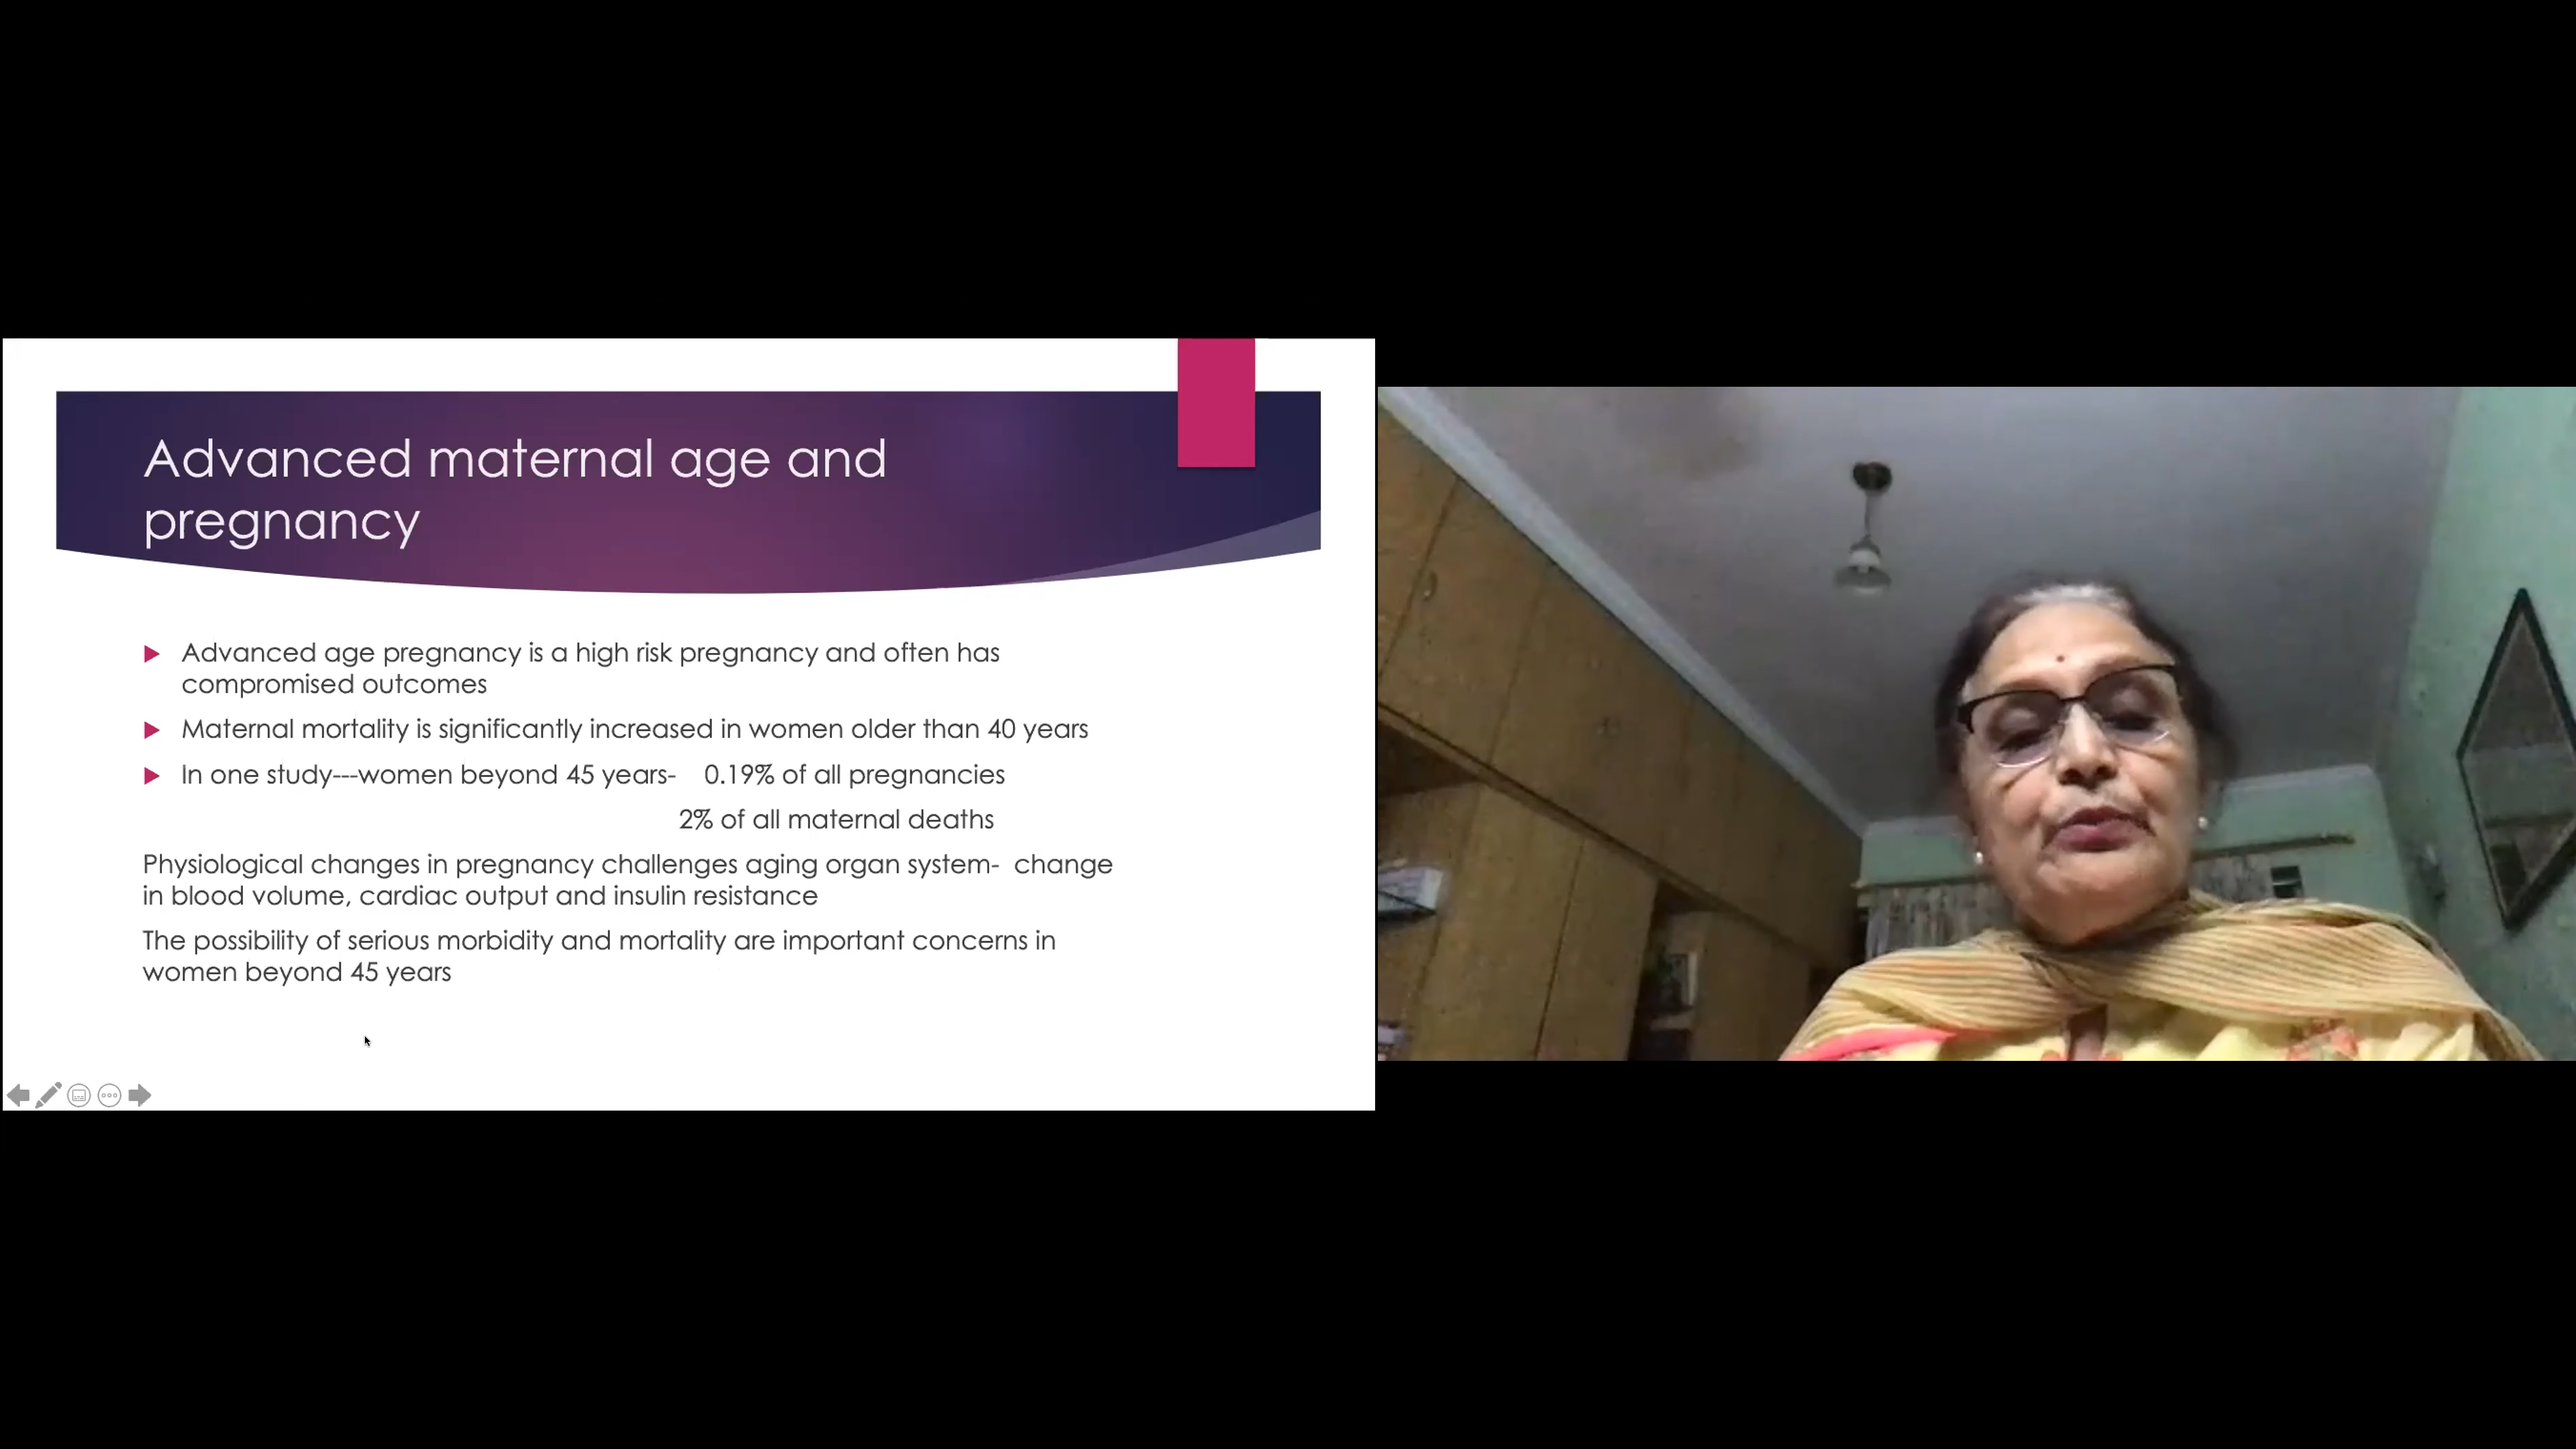 Advanced maternal age and
pregnancy
Advanced age pregnancy is a high risk pregnancy and often has
compromised outcomes
Maternal mortality is significantly increased in women older than 40 years
In one study---women beyond 45 years- 0.19% of all pregnancies
2% of all maternal deaths
Physiological changes in pregnancy challenges aging organ system- change
in blood volume, cardiac output and insulin resistance
The possibility of serious morbidity and mortality are important concerns in
women beyond 45 years